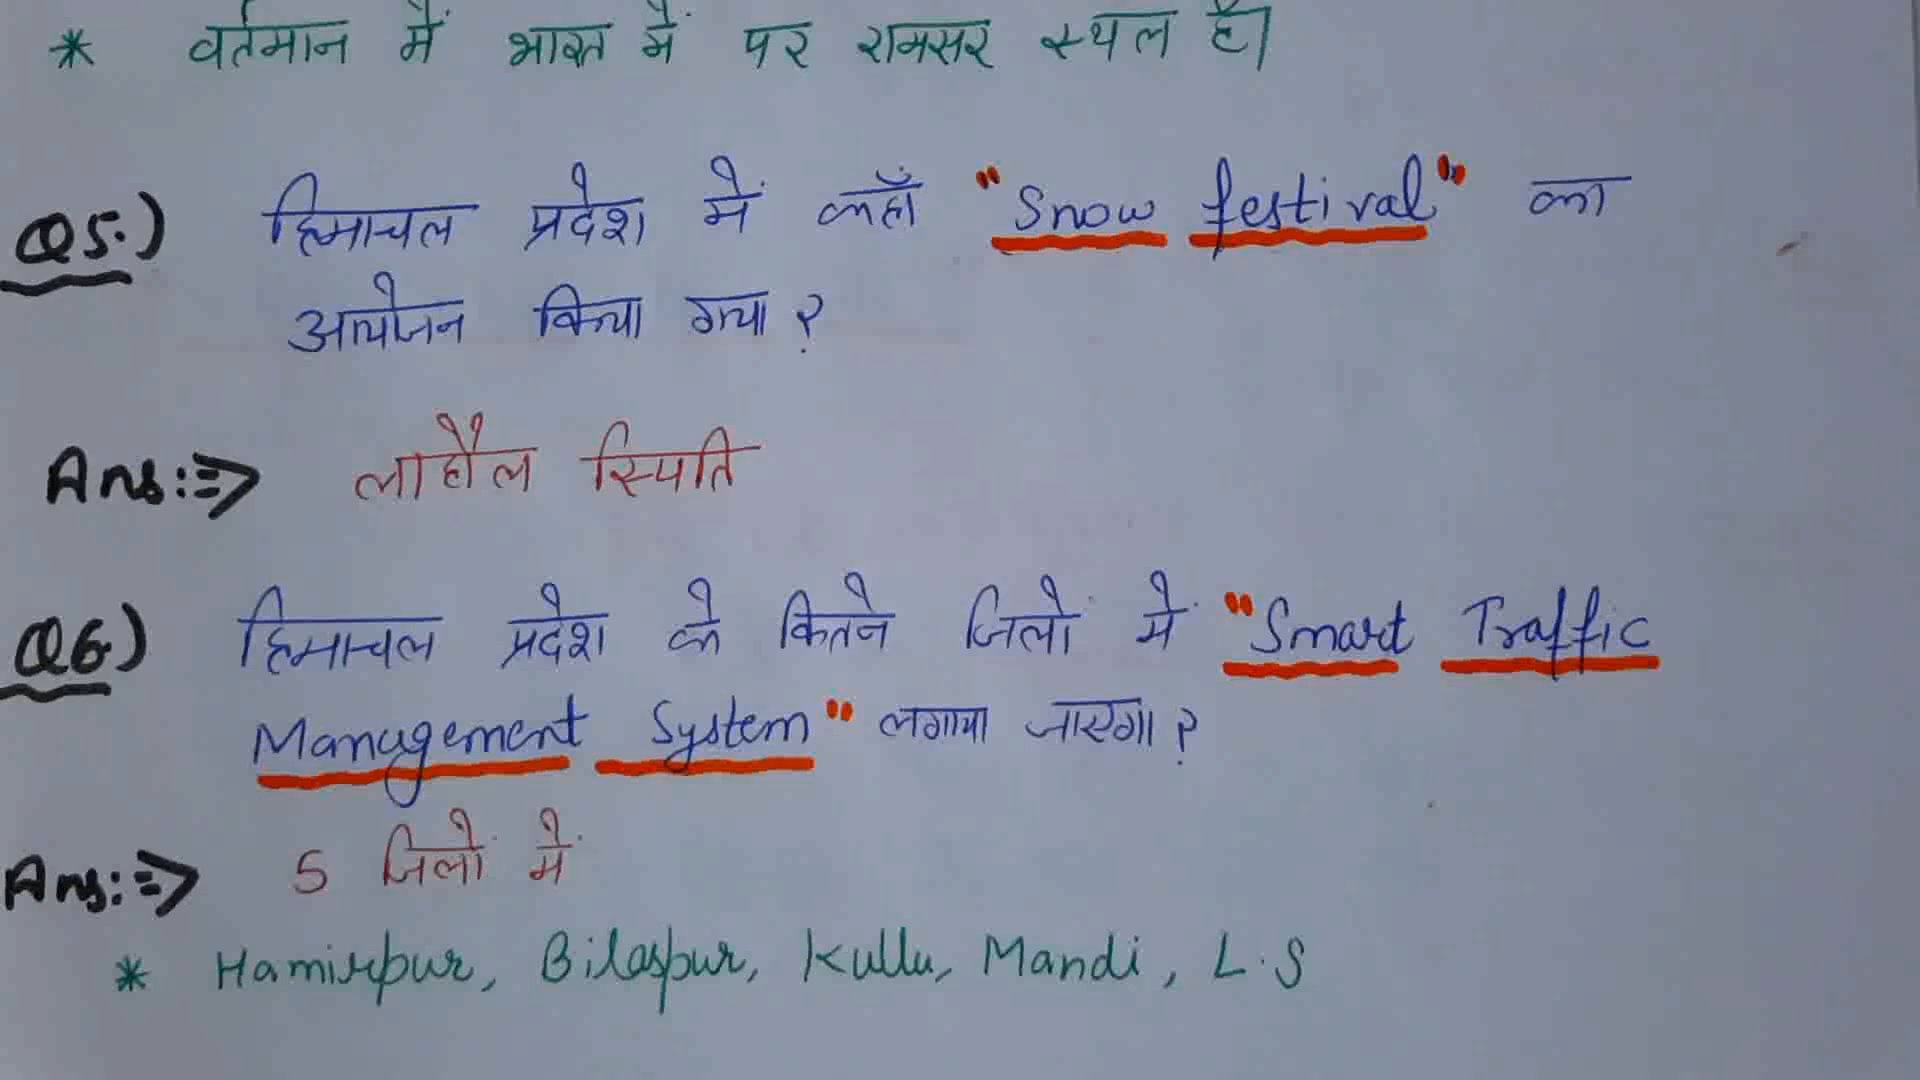 * वर्तमान में भारत में पर रामसर स्थल है।
Q5.) हिमाचल प्रदेश में कहाँ "Snow festival" का
आयोजन किया गया ?
Ans:⇒ लाहौल स्पिति
Q6.) हिमाचल प्रदेश के कितने जिलों में "Smart Traffic
Management System" लगाया जाएगा ?
Ans:⇒ 5 जिलों में
* Hamirpur, Bilaspur, Kullu, Mandi, L.S